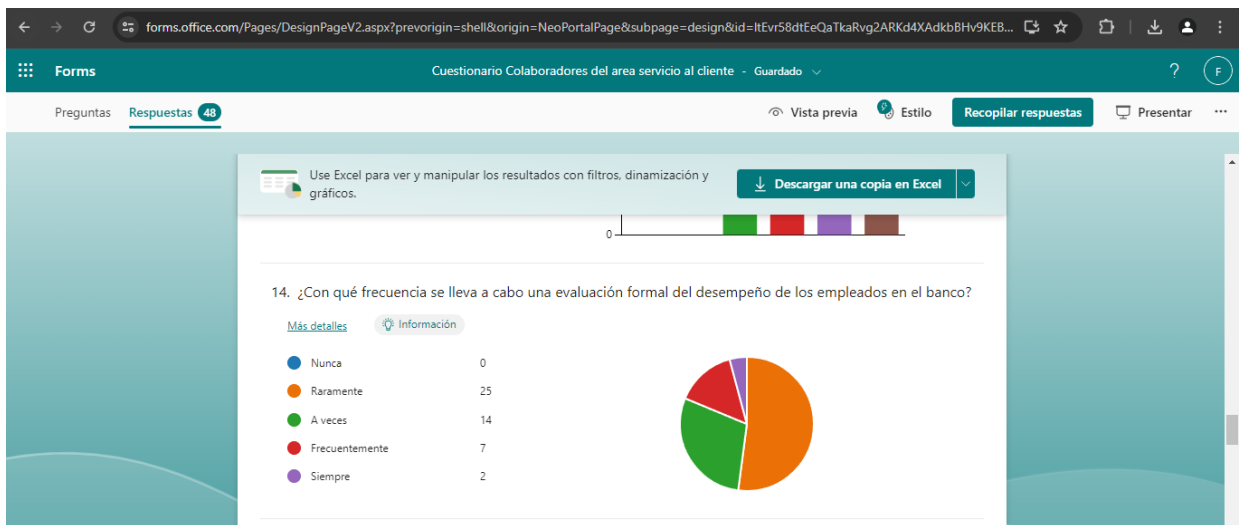 forms.office.com/Pages/DesignPageV2.aspx?prevorigin=shell&origin=NeoPortalPage&subpage=design&id=ltEvr58dtEeQaTkaRvg2ARKd4XAdkbBHv9KEB...
Forms
Cuestionario Colaboradores del area servicio al cliente - Guardado
?
F
Preguntas
Respuestas 48
Vista previa
Estilo
Recopilar respuestas
Presentar
...
Use Excel para ver y manipular los resultados con filtros, dinamización y
gráficos.
Descargar una copia en Excel
0
14. ¿Con qué frecuencia se lleva a cabo una evaluación formal del desempeño de los empleados en el banco?
Más detalles
Información
Nunca 0
Raramente 25
A veces 14
Frecuentemente 7
Siempre 2